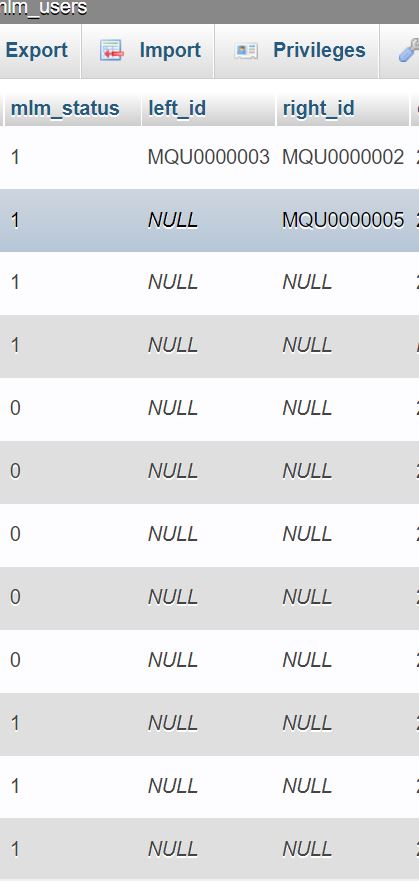 mlm_users
Export Import Privileges
mlm_status left_id right_id
1 MQU0000003 MQU0000002
1 NULL MQU0000005
1 NULL NULL
1 NULL NULL
0 NULL NULL
0 NULL NULL
0 NULL NULL
0 NULL NULL
0 NULL NULL
1 NULL NULL
1 NULL NULL
1 NULL NULL